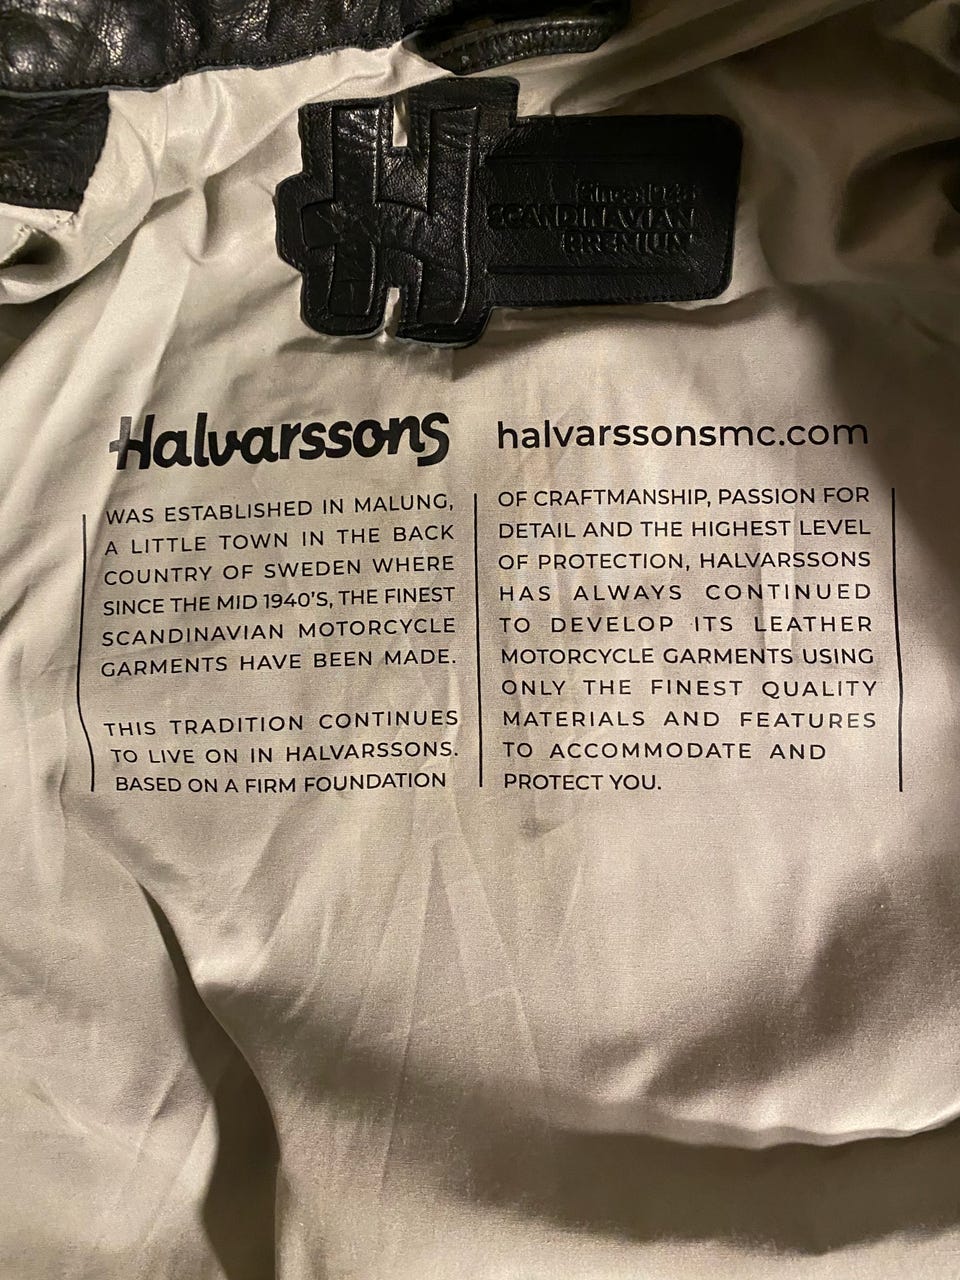 Since 1946
SCANDINAVIAN
PREMIUM
Halvarssons
WAS ESTABLISHED IN MALUNG,
A LITTLE TOWN IN THE BACK
COUNTRY OF SWEDEN WHERE
SINCE THE MID 1940'S, THE FINEST
SCANDINAVIAN MOTORCYCLE
GARMENTS HAVE BEEN MADE.
THIS TRADITION CONTINUES
TO LIVE ON IN HALVARSSONS.
BASED ON A FIRM FOUNDATION
halvarssonsmc.com
OF CRAFTMANSHIP, PASSION FOR
DETAIL AND THE HIGHEST LEVEL
OF PROTECTION, HALVARSSONS
HAS ALWAYS CONTINUED
TO DEVELOP ITS LEATHER
MOTORCYCLE GARMENTS USING
ONLY THE FINEST QUALITY
MATERIALS AND FEATURES
TO ACCOMMODATE AND
PROTECT YOU.